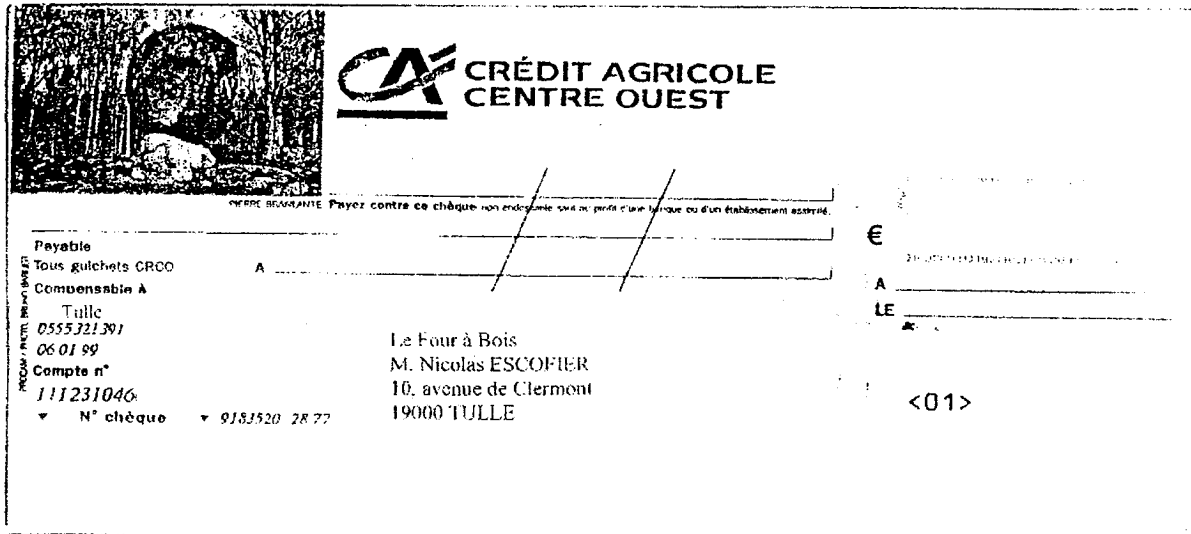 CRÉDIT AGRICOLE
CENTRE OUEST
PIERRE BRANLANTE Payez contre ce chèque non endossable sauf au profit d'une banque ou d'un établissement assimilé.
€
Payable
Tous guichets CRCO A
Compensable À
Tulle
0555321391
06 01 99
Compte n°
111231046
N° chèque 9183520 28 77
Le Four à Bois
M. Nicolas ESCOFIER
10, avenue de Clermont
19000 TULLE
A
LE
<01>